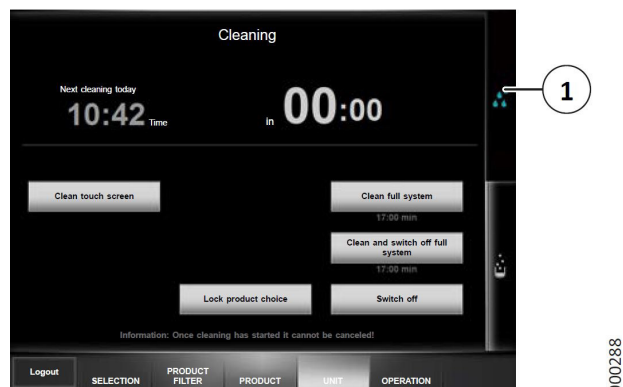 Cleaning
Next cleaning today
10:42 Time
in 00:00
Clean touch screen
Clean full system
17:00 min
Clean and switch off full
system
17:00 min
Lock product choice
Switch off
Information: Once cleaning has started it cannot be canceled!
Logout
SELECTION
PRODUCT
FILTER
PRODUCT
UNIT
OPERATION
1